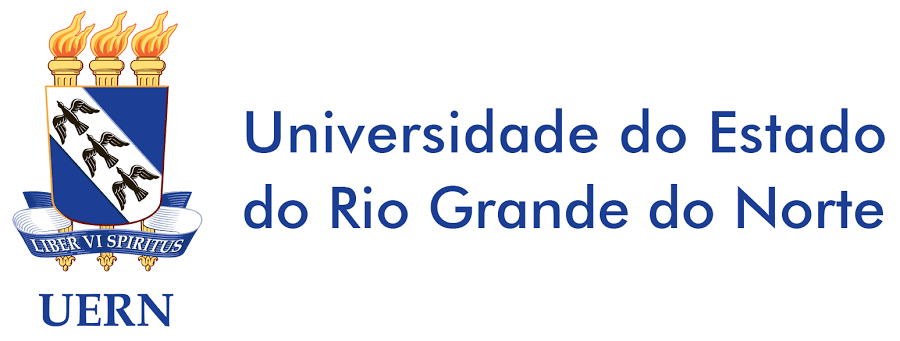 LIBER VI SPIRITUS
UERN
Universidade do Estado
do Rio Grande do Norte